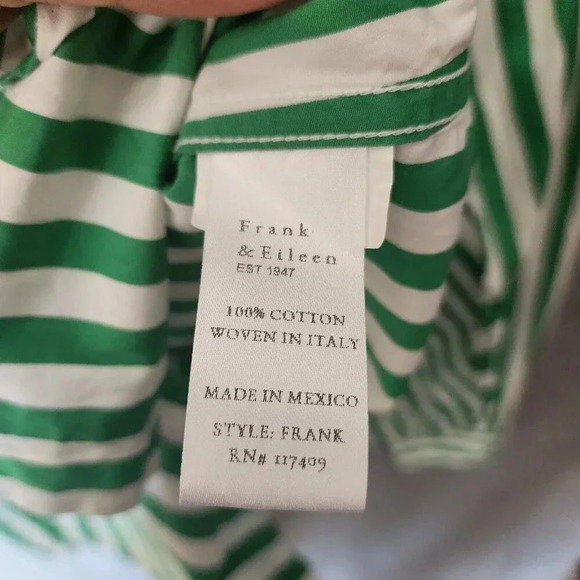 Frank
& Eileen
EST 1947
100% COTTON
WOVEN IN ITALY
MADE IN MEXICO
STYLE: FRANK
RN# 117409